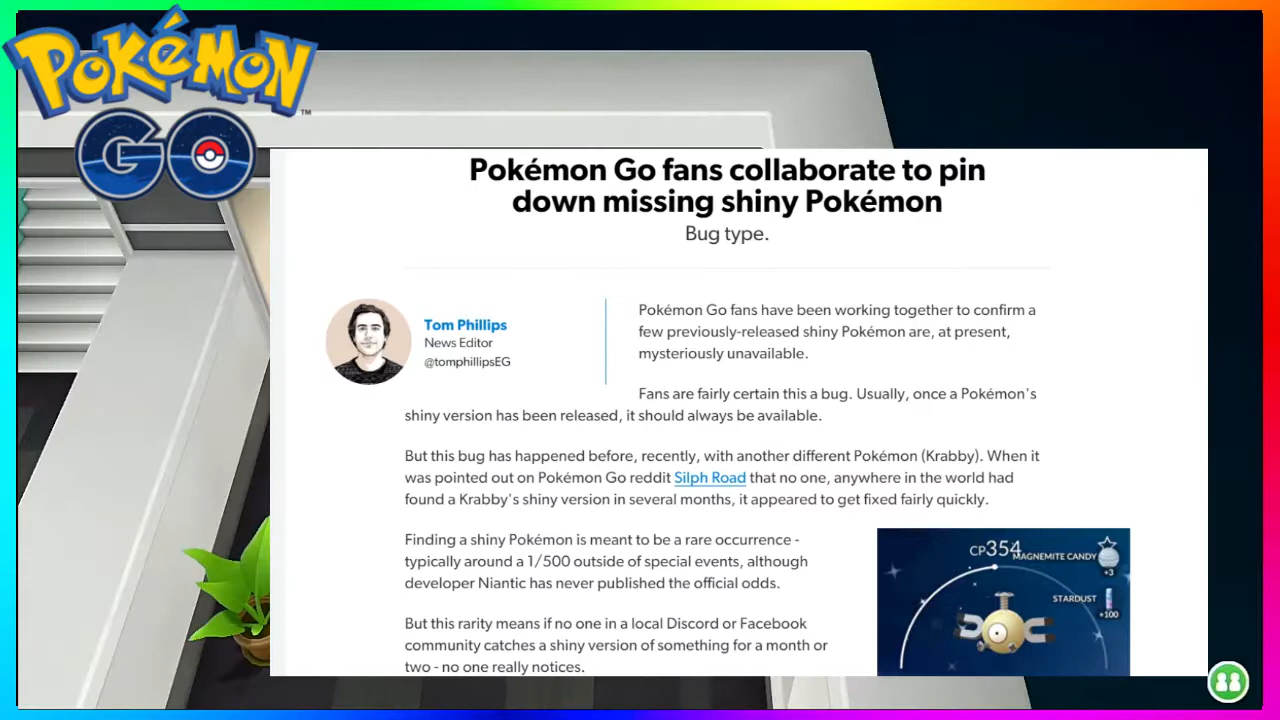 POKÉMON
GO
TM
Pokémon Go fans collaborate to pin
down missing shiny Pokémon
Bug type.
Tom Phillips
News Editor
@tomphillipsEG
Pokémon Go fans have been working together to confirm a
few previously-released shiny Pokémon are, at present,
mysteriously unavailable.
Fans are fairly certain this a bug. Usually, once a Pokémon's
shiny version has been released, it should always be available.
But this bug has happened before, recently, with another different Pokémon (Krabby). When it
was pointed out on Pokémon Go reddit Silph Road that no one, anywhere in the world had
found a Krabby's shiny version in several months, it appeared to get fixed fairly quickly.
Finding a shiny Pokémon is meant to be a rare occurrence -
typically around a 1/500 outside of special events, although
developer Niantic has never published the official odds.
But this rarity means if no one in a local Discord or Facebook
community catches a shiny version of something for a month or
two - no one really notices.
CP354
MAGNEMITE CANDY
+3
STARDUST
+100